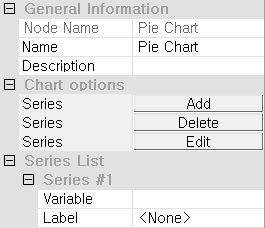 General Information
Node Name Pie Chart
Name Pie Chart
Description
Chart options
Series Add
Series Delete
Series Edit
Series List
Series #1
Variable
Label <None>